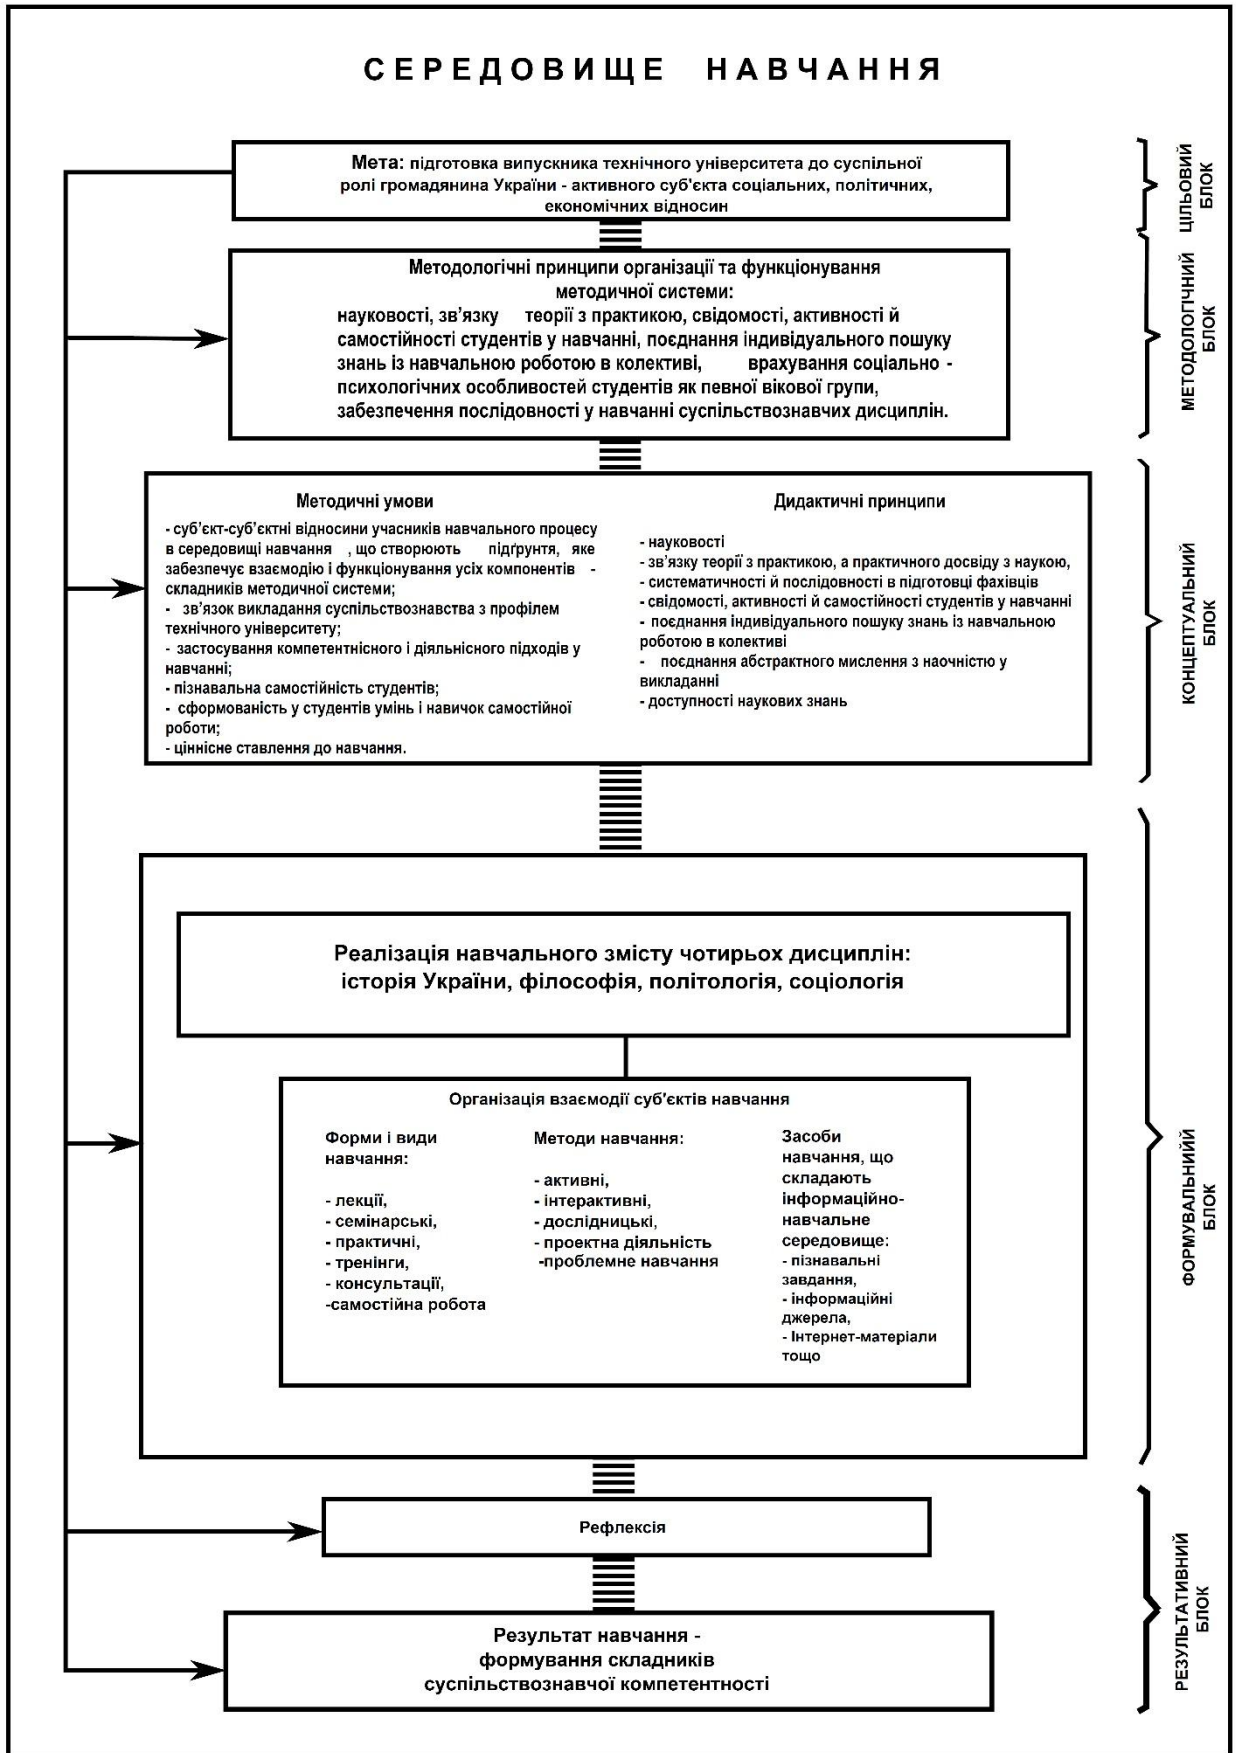 СЕРЕДОВИЩЕ НАВЧАННЯ
Мета: підготовка випускника технічного університета до суспільної
ролі громадянина України - активного суб'єкта соціальних, політичних,
економічних відносин
ЦІЛЬОВИЙ
БЛОК
Методологічні принципи організації та функціонування
методичної системи:
науковості, зв’язку теорії з практикою, свідомості, активності й
самостійності студентів у навчанні, поєднання індивідуального пошуку
знань із навчальною роботою в колективі, врахування соціально -
психологічних особливостей студентів як певної вікової групи,
забезпечення послідовності у навчанні суспільствознавчих дисциплін.
МЕТОДОЛОГІЧНИЙ
БЛОК
Методичні умови
- суб’єкт-суб’єктні відносини учасників навчального процесу
в середовищі навчання , що створюють підґрунтя, яке
забезпечує взаємодію і функціонування усіх компонентів -
складників методичної системи;
- зв’язок викладання суспільствознавства з профілем
технічного університету;
- застосування компетентнісного і діяльнісного підходів у
навчанні;
- пізнавальна самостійність студентів;
- сформованість у студентів умінь і навичок самостійної
роботи;
- ціннісне ставлення до навчання.
Дидактичні принципи
- науковості
- зв’язку теорії з практикою, а практичного досвіду з наукою,
- систематичності й послідовності в підготовці фахівців
- свідомості, активності й самостійності студентів у навчанні
- поєднання індивідуального пошуку знань із навчальною
роботою в колективі
- поєднання абстрактного мислення з наочністю у
викладанні
- доступності наукових знань
КОНЦЕПТУАЛЬНИЙ
БЛОК
Реалізація навчального змісту чотирьох дисциплін:
історія України, філософія, політологія, соціологія
Організація взаємодії суб'єктів навчання
Форми і види
навчання:
- лекції,
- семінарські,
- практичні,
- тренінги,
- консультації,
-самостійна робота
Методи навчання:
- активні,
- інтерактивні,
- дослідницькі,
- проектна діяльність
-проблемне навчання
Засоби
навчання, що
складають
інформаційно-
навчальне
середовище:
- пізнавальні
завдання,
- інформаційні
джерела,
- Інтернет-матеріали
тощо
ФОРМУВАЛЬНИЙЙ
БЛОК
Рефлексія
Результат навчання -
формування складників
суспільствознавчої компетентності
РЕЗУЛЬТАТИВНИЙ
БЛОК